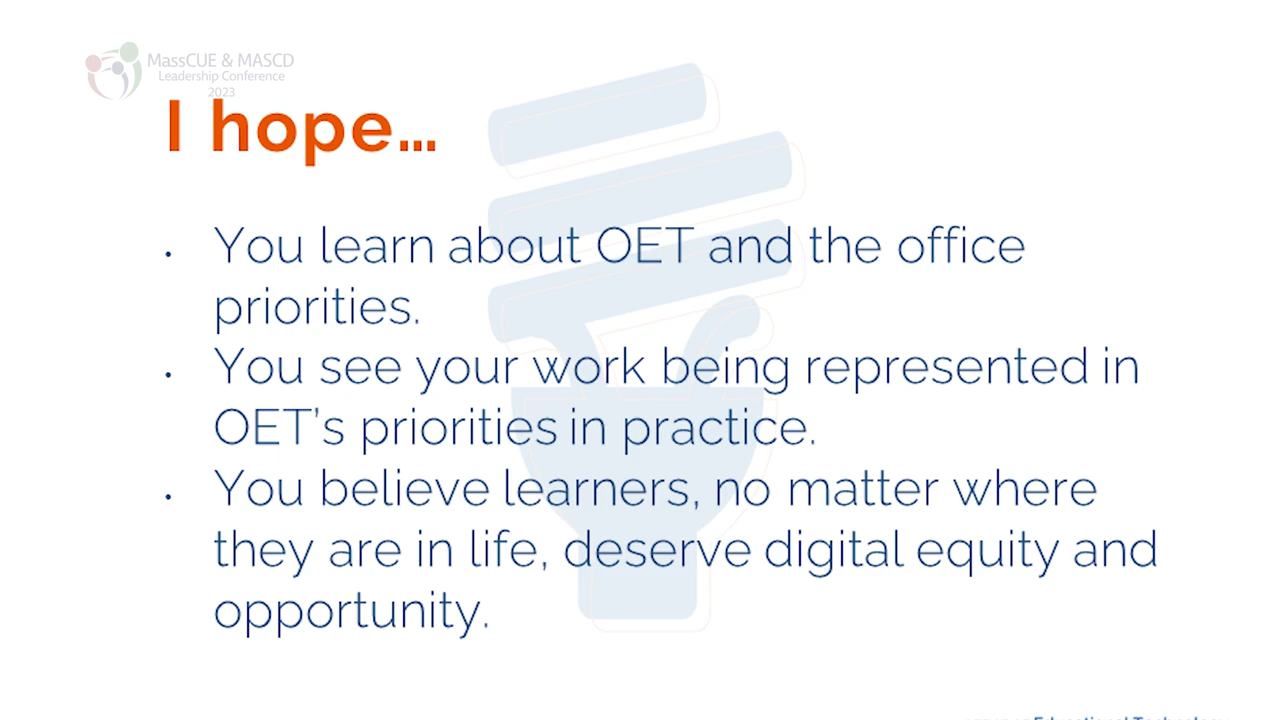 MassCUE & MASCD
Leadership Conference
2023
I hope…
• You learn about OET and the office
priorities.
• You see your work being represented in
OET’s priorities in practice.
• You believe learners, no matter where
they are in life, deserve digital equity and
opportunity.
Educational Technology